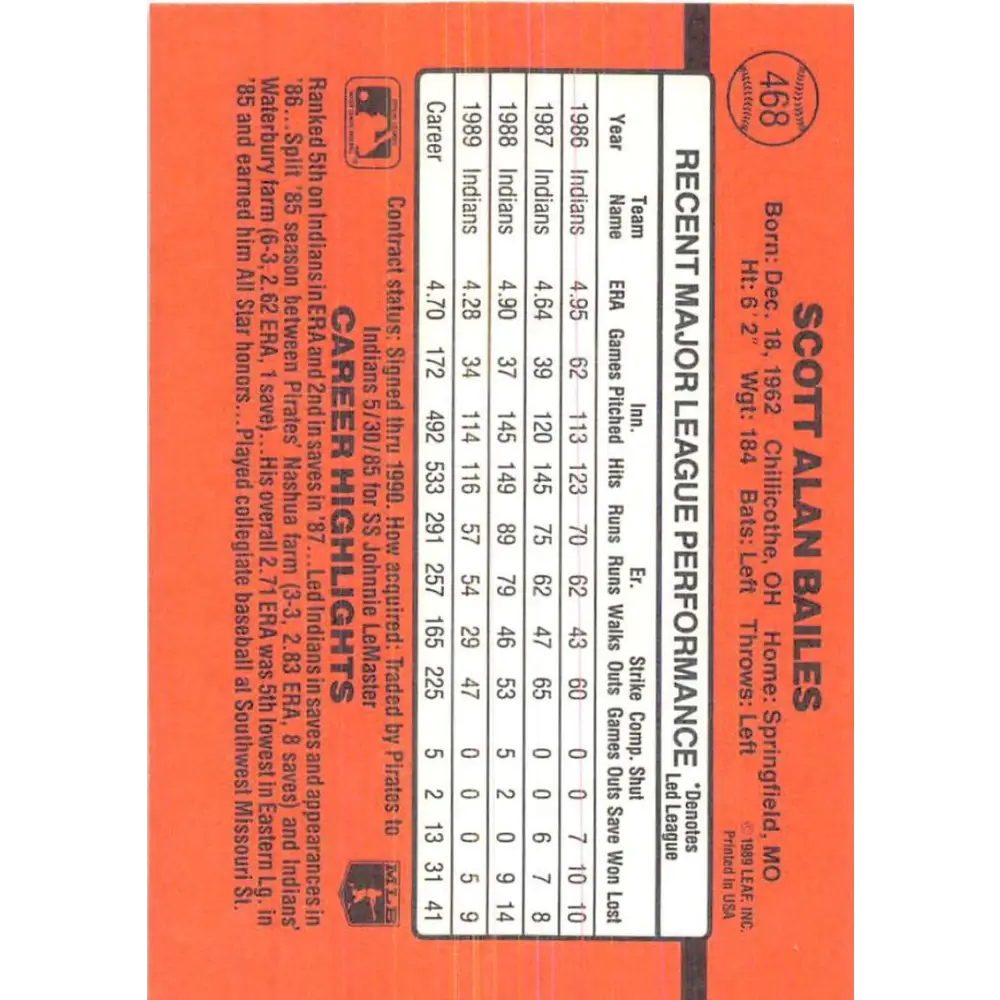 468
SCOTT ALAN BAILES
Born: Dec. 18, 1962 Chillicothe, OH Home: Springfield, MO
Ht: 6' 2" Wgt: 184 Bats: Left Throws: Left
© 1989 LEAF, INC.
Printed in USA
RECENT MAJOR LEAGUE PERFORMANCE *Denotes Led League
Year Team Name ERA Games Inn. Pitched Hits Runs Er. Runs Walks Strike Outs Comp. Games Shut Outs Save Won Lost
1986 Indians 4.95 62 113 123 70 62 43 60 0 0 7 10 10
1987 Indians 4.64 39 120 145 75 62 47 65 0 0 6 7 8
1988 Indians 4.90 37 145 149 89 79 46 53 5 2 0 9 14
1989 Indians 4.28 34 114 116 57 54 29 47 0 0 0 5 9
Career 4.70 172 492 533 291 257 165 225 5 2 13 31 41
Contract status: Signed thru 1990. How acquired: Traded by Pirates to
Indians 5/30/85 for SS Johnnie LeMaster
MLB
CAREER HIGHLIGHTS
Ranked 5th on Indians in ERA and 2nd in saves in '87...Led Indians in saves and appearances in
'86...Split '85 season between Pirates' Nashua farm (3-3, 2.83 ERA, 8 saves) and Indians'
Waterbury farm (6-3, 2.62 ERA, 1 save)...His overall 2.71 ERA was 5th lowest in Eastern Lg. in
'85 and earned him All Star honors...Played collegiate baseball at Southwest Missouri St.